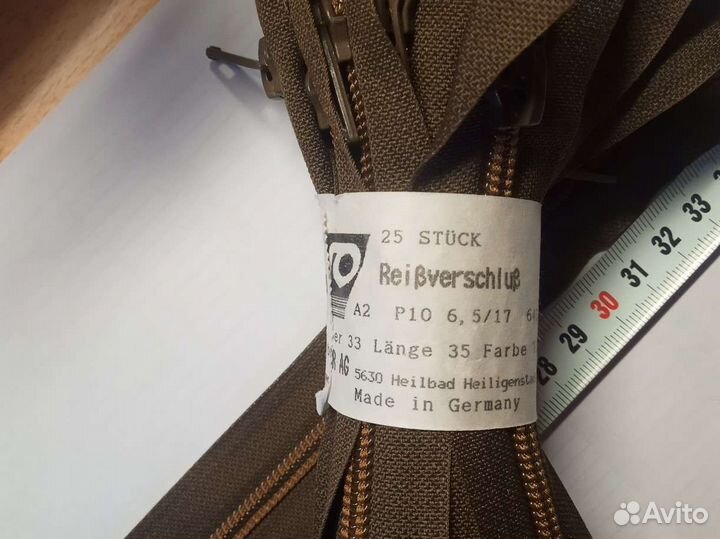 25 STÜCK
Reißverschluß
A2 P10 6,5/17
33 Länge 35 Farbe
AG
5630 Heilbad
Made in Germany
28 29 30 31 32 33
Avito